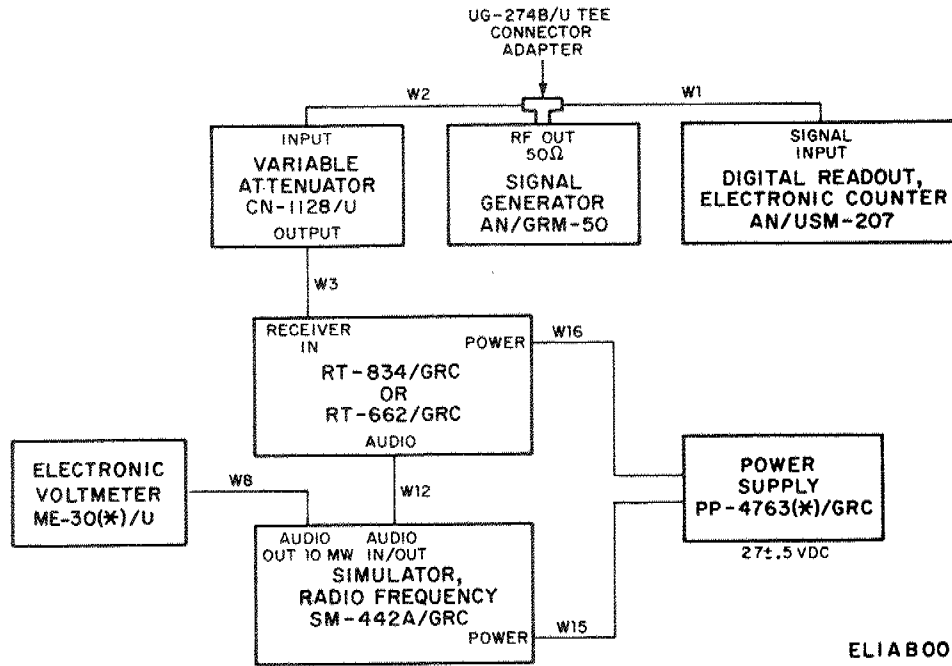 UG-274B/U TEE
CONNECTOR
ADAPTER
W2
W1
INPUT
VARIABLE
ATTENUATOR
CN-1128/U
OUTPUT
RF OUT
50Ω
SIGNAL
GENERATOR
AN/GRM-50
SIGNAL
INPUT
DIGITAL READOUT,
ELECTRONIC COUNTER
AN/USM-207
W3
RECEIVER
IN
POWER
W16
RT-834/GRC
OR
RT-662/GRC
AUDIO
ELECTRONIC
VOLTMETER
ME-30(*)/U
W8
W12
POWER
SUPPLY
PP-4763(*)/GRC
27±.5 VDC
AUDIO
OUT 10 MW
AUDIO
IN/OUT
SIMULATOR,
RADIO FREQUENCY
SM-442A/GRC
POWER
W15
ELIAB00